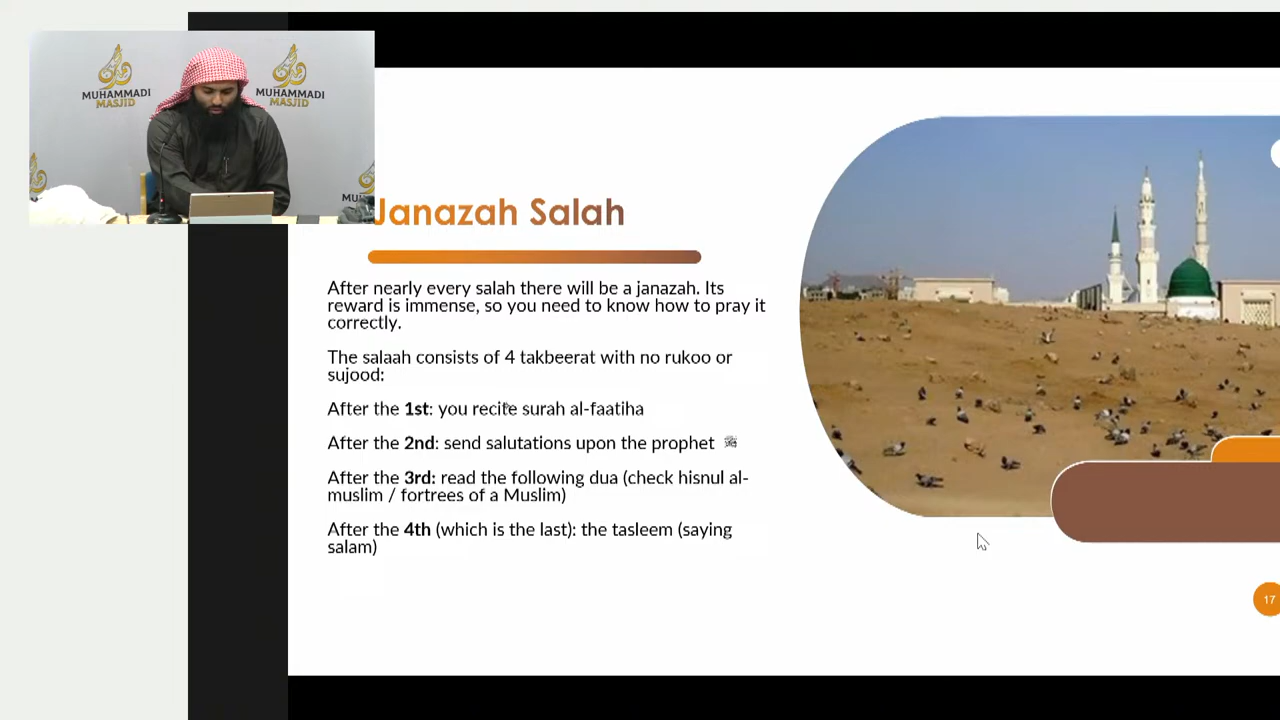 MUHAMMADI
MASJID
MUHAMMADI
MASJID
MU
Janazah Salah
After nearly every salah there will be a janazah. Its
reward is immense, so you need to know how to pray it
correctly.
The salaah consists of 4 takbeerat with no rukoo or
sujood:
After the 1st: you recite surah al-faatiha
After the 2nd: send salutations upon the prophet ﷺ
After the 3rd: read the following dua (check hisnul al-
muslim / fortrees of a Muslim)
After the 4th (which is the last): the tasleem (saying
salam)
17